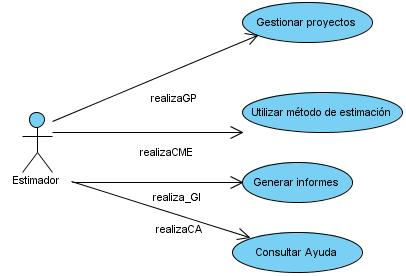 Gestionar proyectos
realizaGP
Utilizar método de estimación
realizaCME
Estimador
Generar informes
realiza_GI
realizaCA
Consultar Ayuda